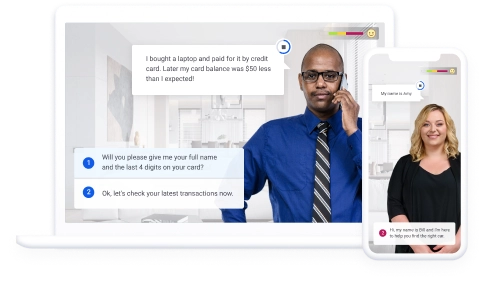 I bought a laptop and paid for it by credit
card. Later my card balance was $50 less
than I expected!
1 Will you please give me your full name
and the last 4 digits on your card?
2 Ok, let's check your latest transactions now.
My name is Amy
2 Hi, my name is Bill and I'm here
to help you find the right car.